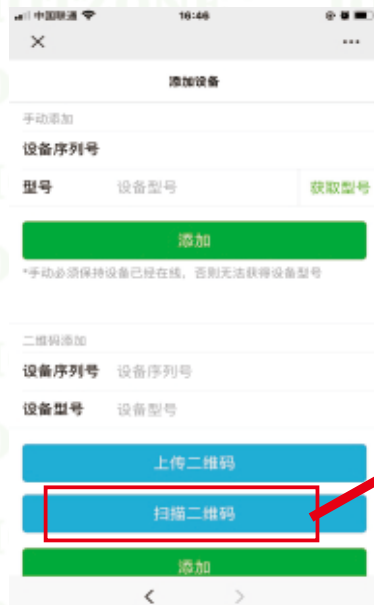 中国联通 16:46
添加设备
手动添加
设备序列号
型号 设备型号 获取型号
添加
*手动必须保持设备已经在线，否则无法获得设备型号
二维码添加
设备序列号 设备序列号
设备型号 设备型号
上传二维码
扫描二维码
添加